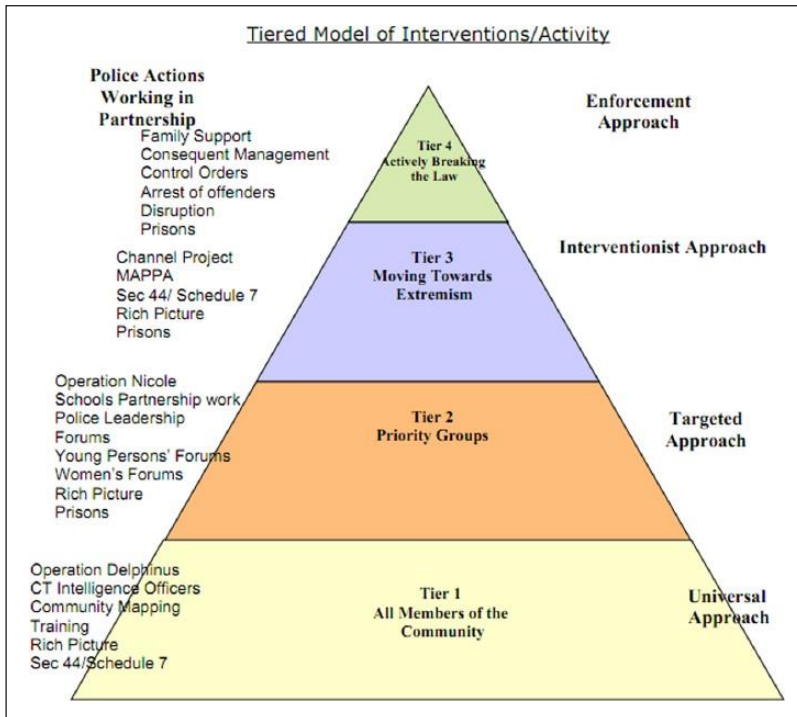 Tiered Model of Interventions/Activity
Police Actions
Working in
Partnership
Family Support
Consequent Management
Control Orders
Arrest of offenders
Disruption
Prisons
Tier 4
Actively Breaking
the Law
Enforcement
Approach
Channel Project
MAPPA
Sec 44/ Schedule 7
Rich Picture
Prisons
Tier 3
Moving Towards
Extremism
Interventionist Approach
Operation Nicole
Schools Partnership work
Police Leadership
Forums
Young Persons' Forums
Women's Forums
Rich Picture
Prisons
Tier 2
Priority Groups
Targeted
Approach
Operation Delphinus
CT Intelligence Officers
Community Mapping
Training
Rich Picture
Sec 44/Schedule 7
Tier 1
All Members of the
Community
Universal
Approach